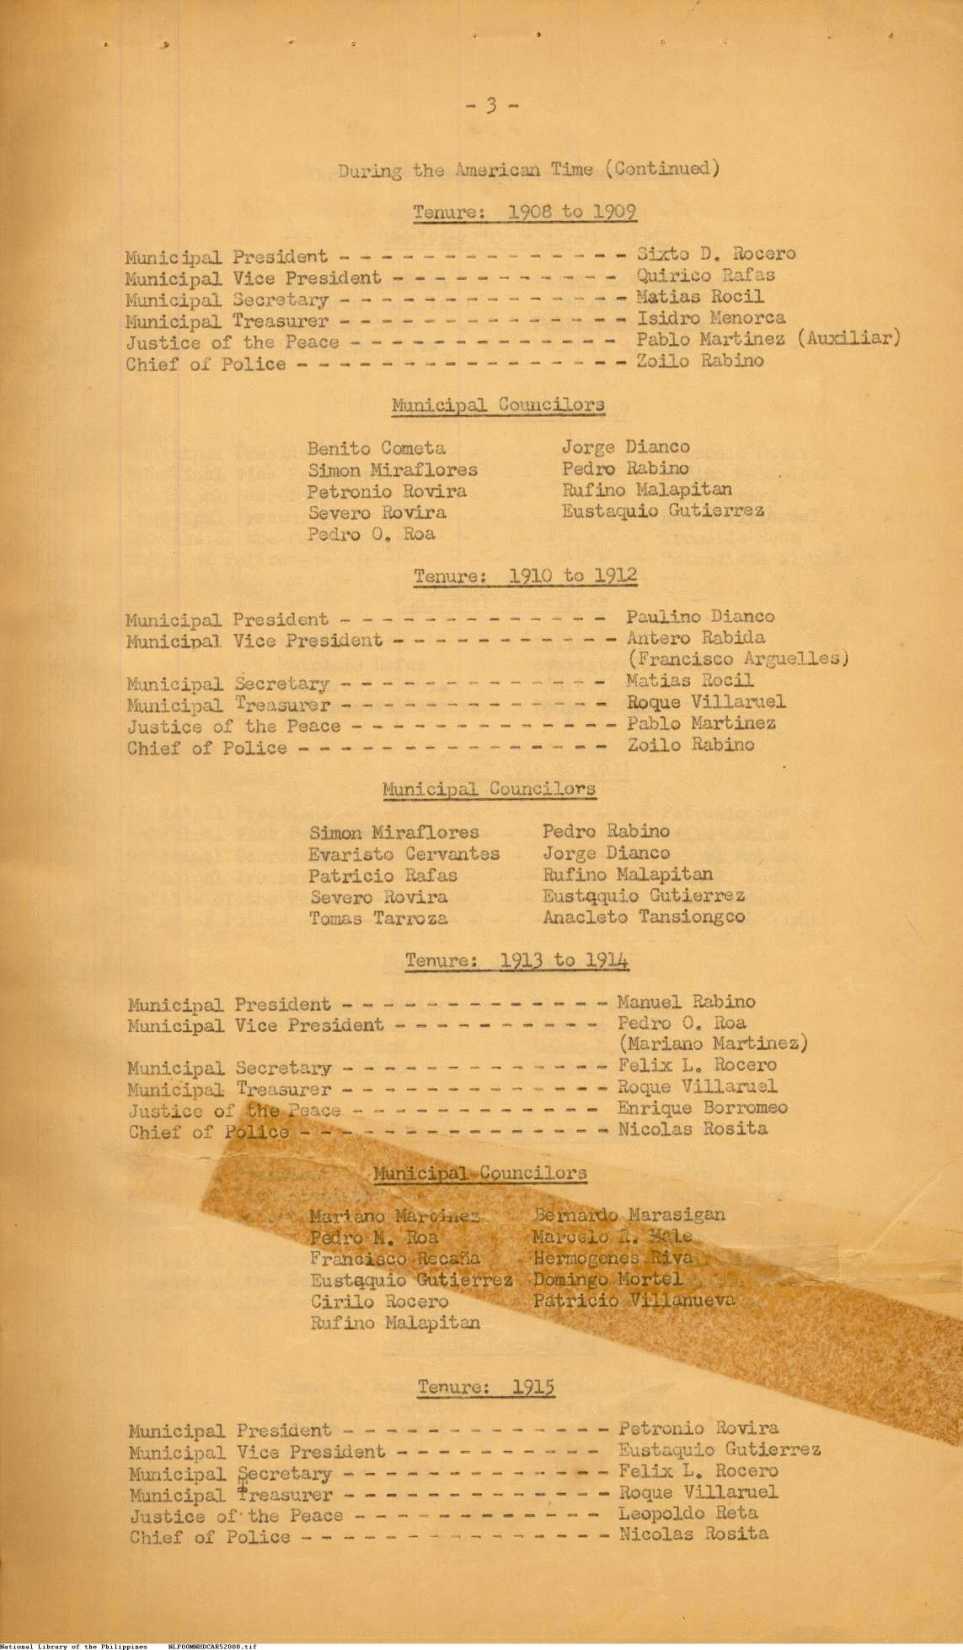 - 3 -
During the American Time (Continued)
Tenure: 1908 to 1909
Municipal President - - - - - - - - - - - - - - Sixto D. Rocero
Municipal Vice President - - - - - - - - - - - Quirico Rafas
Municipal Secretary - - - - - - - - - - - - - - Matias Rocil
Municipal Treasurer - - - - - - - - - - - - - - Isidro Menorca
Justice of the Peace - - - - - - - - - - - - - Pablo Martinez (Auxiliar)
Chief of Police - - - - - - - - - - - - - - - - Zoilo Rabino
Municipal Councilors
Benito Cometa Jorge Dianco
Simon Miraflores Pedro Rabino
Petronio Rovira Rufino Malapitan
Severo Rovira Eustaquio Gutierrez
Pedro O. Roa
Tenure: 1910 to 1912
Municipal President - - - - - - - - - - - - - Paulino Dianco
Municipal Vice President - - - - - - - - - - - Antero Rabida
(Francisco Arguelles)
Municipal Secretary - - - - - - - - - - - - - Matias Rocil
Municipal Treasurer - - - - - - - - - - - - - Roque Villaruel
Justice of the Peace - - - - - - - - - - - - - Pablo Martinez
Chief of Police - - - - - - - - - - - - - - - Zoilo Rabino
Municipal Councilors
Simon Miraflores Pedro Rabino
Evaristo Cervantes Jorge Dianco
Patricio Rafas Rufino Malapitan
Severo Rovira Eustqquio Gutierrez
Tomas Tarroza Anacleto Tansiongco
Tenure: 1913 to 1914
Municipal President - - - - - - - - - - - - - Manuel Rabino
Municipal Vice President - - - - - - - - - - Pedro O. Roa
(Mariano Martinez)
Municipal Secretary - - - - - - - - - - - - - Felix L. Rocero
Municipal Treasurer - - - - - - - - - - - - - Roque Villaruel
Justice of the Peace - - - - - - - - - - - - Enrique Borromeo
Chief of Police - - - - - - - - - - - - - - - Nicolas Rosita
Municipal Councilors
Mariano Bernardo Marasigan
Pedro M. Roa Marcelo R.
Francisco Recaña Hermogenes Riva
Eustqquio Gutierrez Domingo Mortel
Cirilo Rocero Patricio Villanueva
Rufino Malapitan
Tenure: 1915
Municipal President - - - - - - - - - - - - - Petronio Rovira
Municipal Vice President - - - - - - - - - - Eustaquio Gutierrez
Municipal Secretary - - - - - - - - - - - - - Felix L. Rocero
Municipal Treasurer - - - - - - - - - - - - - Roque Villaruel
Justice of the Peace - - - - - - - - - - - - Leopoldo Reta
Chief of Police - - - - - - - - - - - - - - - Nicolas Rosita
National Library of the Philippines NLPOOMNHDCAR52008.tif